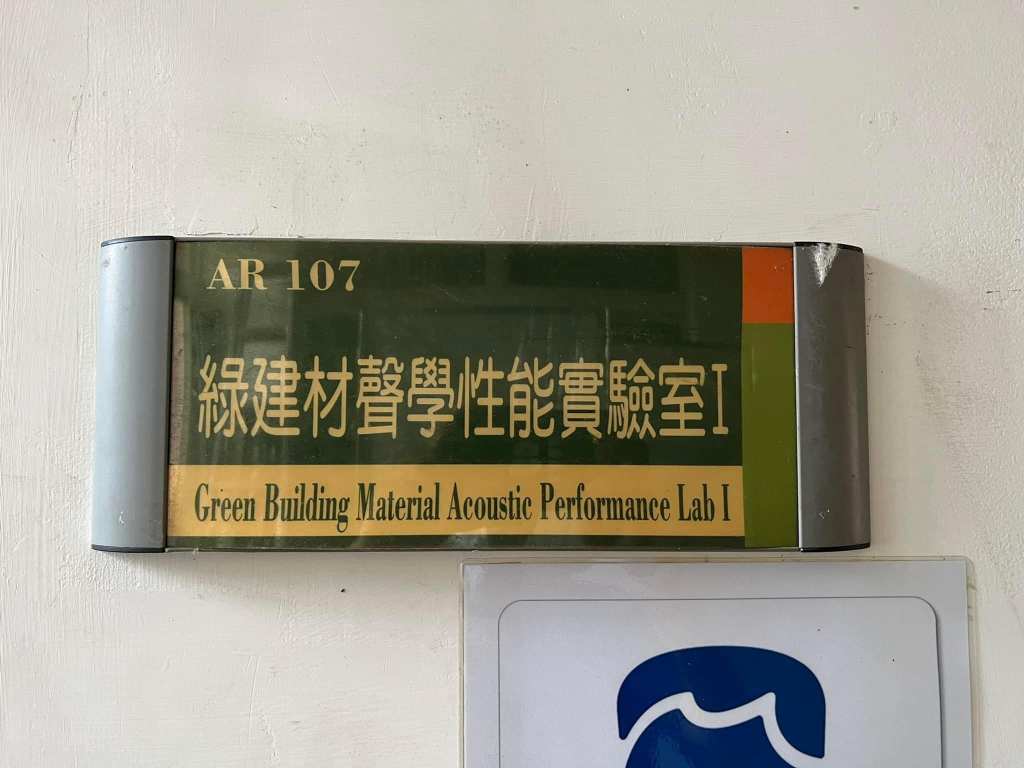 AR 107
綠建材聲學性能實驗室I
Green Building Material Acoustic Performance Lab I